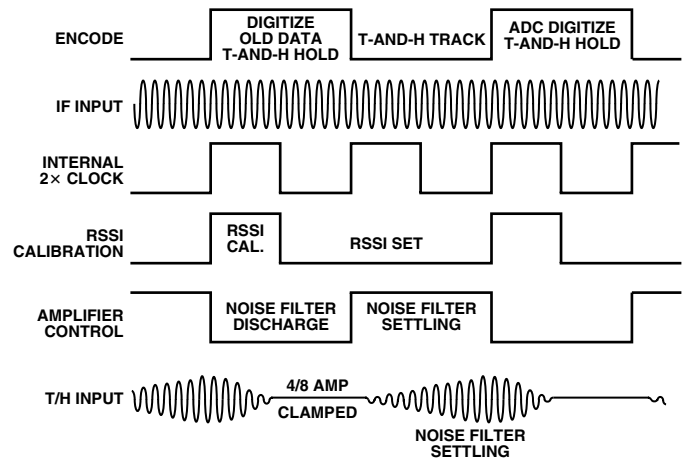 ENCODE
DIGITIZE
OLD DATA
T-AND-H HOLD
T-AND-H TRACK
ADC DIGITIZE
T-AND-H HOLD
IF INPUT
INTERNAL
2× CLOCK
RSSI
CALIBRATION
RSSI
CAL.
RSSI SET
AMPLIFIER
CONTROL
NOISE FILTER
DISCHARGE
NOISE FILTER
SETTLING
T/H INPUT
4/8 AMP
CLAMPED
NOISE FILTER
SETTLING